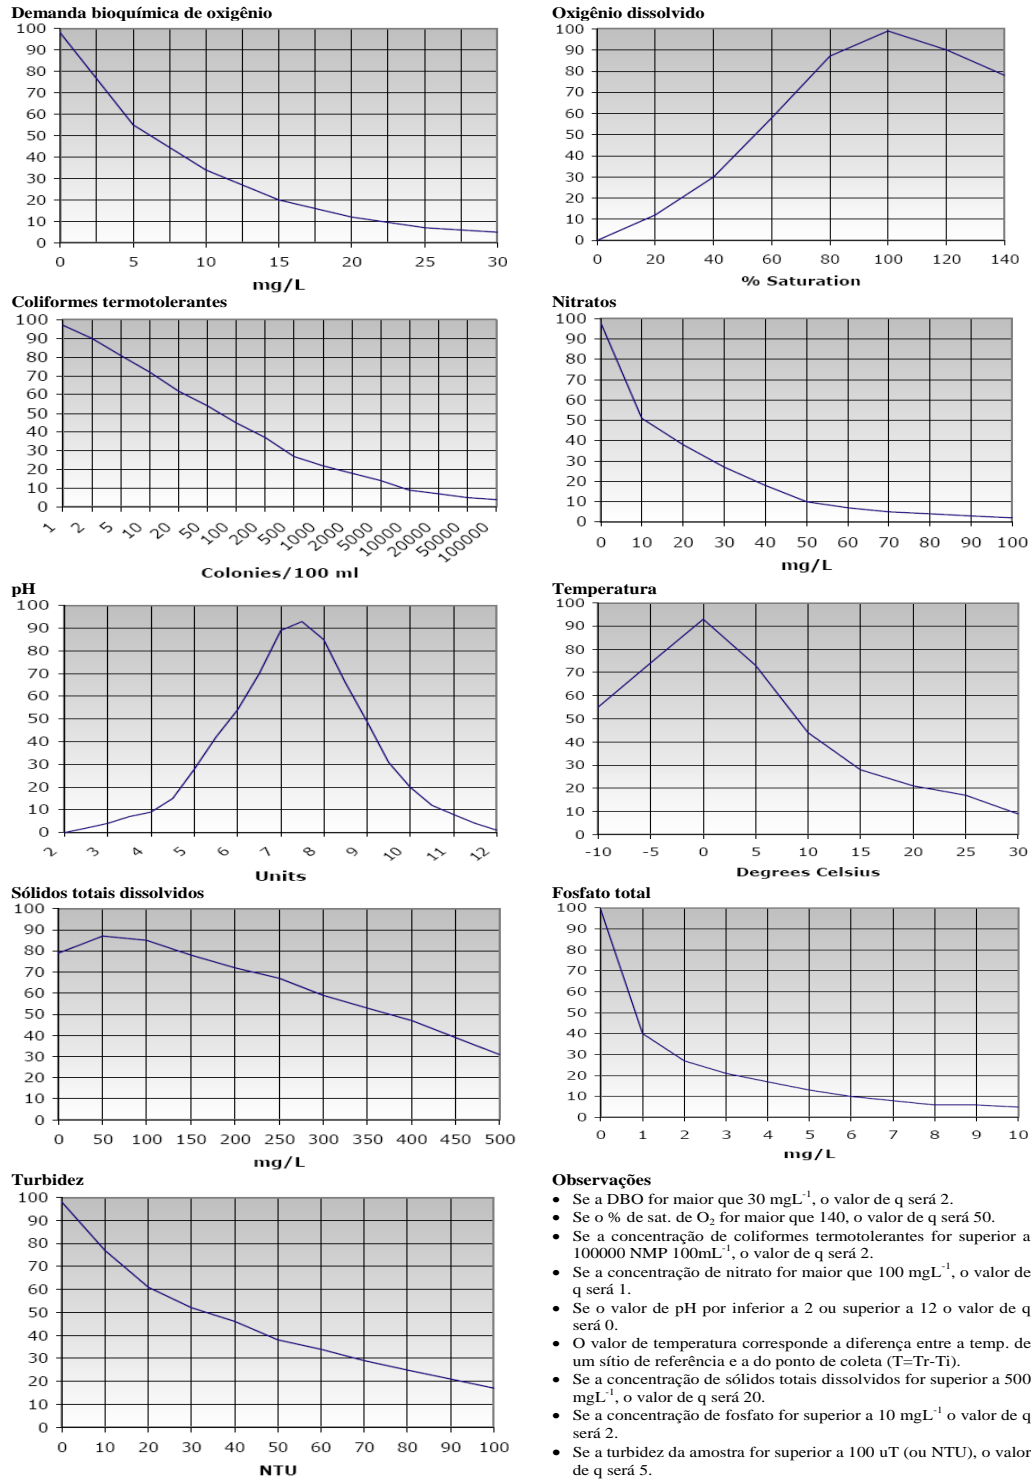 Demanda bioquímica de oxigênio
100
90
80
70
60
50
40
30
20
10
0
0 5 10 15 20 25 30
mg/L
Oxigênio dissolvido
100
90
80
70
60
50
40
30
20
10
0
0 20 40 60 80 100 120 140
% Saturation
Coliformes termotolerantes
100
90
80
70
60
50
40
30
20
10
0
1 2 5 10 20 50 100 200 500 1000 2000 5000 10000 20000 50000 100000
Colonies/100 ml
Nitratos
100
90
80
70
60
50
40
30
20
10
0
0 10 20 30 40 50 60 70 80 90 100
mg/L
pH
100
90
80
70
60
50
40
30
20
10
0
2 3 4 5 6 7 8 9 10 11 12
Units
Temperatura
100
90
80
70
60
50
40
30
20
10
0
-10 -5 0 5 10 15 20 25 30
Degrees Celsius
Sólidos totais dissolvidos
100
90
80
70
60
50
40
30
20
10
0
0 50 100 150 200 250 300 350 400 450 500
mg/L
Fosfato total
100
90
80
70
60
50
40
30
20
10
0
0 1 2 3 4 5 6 7 8 9 10
mg/L
Turbidez
100
90
80
70
60
50
40
30
20
10
0
0 10 20 30 40 50 60 70 80 90 100
NTU
Observações
• Se a DBO for maior que 30 mgL⁻¹, o valor de q será 2.
• Se o % de sat. de O₂ for maior que 140, o valor de q será 50.
• Se a concentração de coliformes termotolerantes for superior a
100000 NMP 100mL⁻¹, o valor de q será 2.
• Se a concentração de nitrato for maior que 100 mgL⁻¹, o valor de
q será 1.
• Se o valor de pH por inferior a 2 ou superior a 12 o valor de q
será 0.
• O valor de temperatura corresponde a diferença entre a temp. de
um sítio de referência e a do ponto de coleta (T=Tr-Ti).
• Se a concentração de sólidos totais dissolvidos for superior a 500
mgL⁻¹, o valor de q será 20.
• Se a concentração de fosfato for superior a 10 mgL⁻¹ o valor de q
será 2.
• Se a turbidez da amostra for superior a 100 uT (ou NTU), o valor
de q será 5.